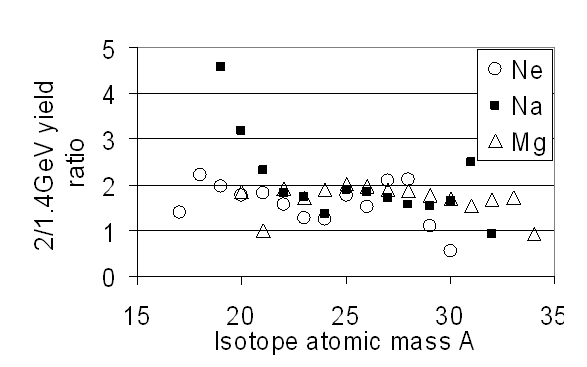 5
4
3
2
1
0
2/1.4GeV yield
ratio
Ne
Na
Mg
15 20 25 30 35
Isotope atomic mass A